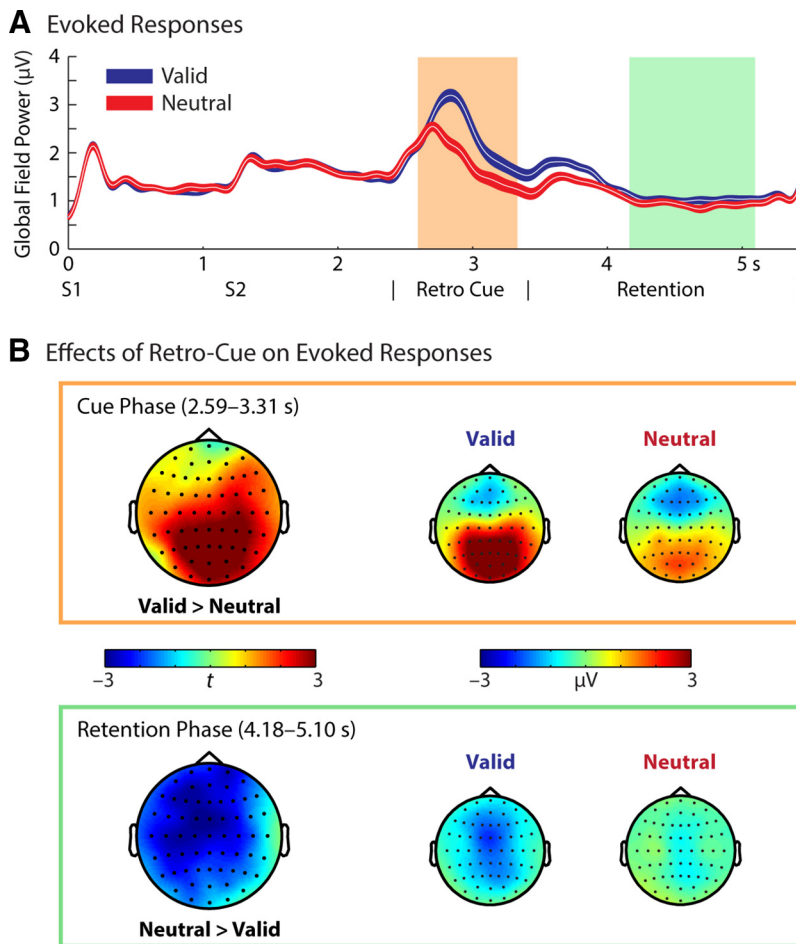 A Evoked Responses
Global Field Power (μV)
4
3
2
1
0
Valid
Neutral
0 1 2 3 4 5 s
S1 S2 | Retro Cue | Retention
B Effects of Retro-Cue on Evoked Responses
Cue Phase (2.59–3.31 s)
Valid Neutral
Valid > Neutral
−3 t 3 −3 μV 3
Retention Phase (4.18–5.10 s)
Valid Neutral
Neutral > Valid